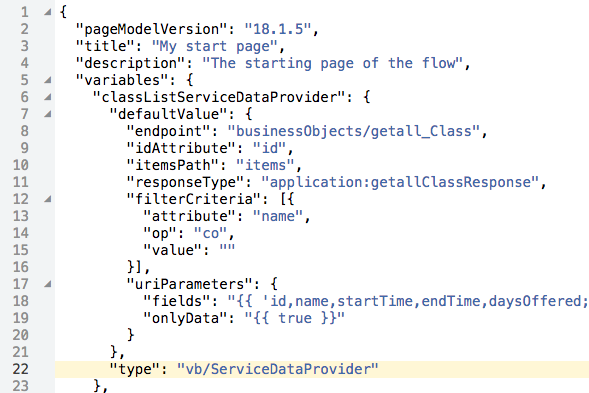 1 {
2 "pageModelVersion": "18.1.5",
3 "title": "My start page",
4 "description": "The starting page of the flow",
5 "variables": {
6 "classListServiceDataProvider": {
7 "defaultValue": {
8 "endpoint": "businessObjects/getall_Class",
9 "idAttribute": "id",
10 "itemsPath": "items",
11 "responseType": "application:getallClassResponse",
12 "filterCriteria": [{
13 "attribute": "name",
14 "op": "co",
15 "value": ""
16 }],
17 "uriParameters": {
18 "fields": "{{ 'id,name,startTime,endTime,daysOffered;
19 "onlyData": "{{ true }}"
20 }
21 },
22 "type": "vb/ServiceDataProvider"
23 },